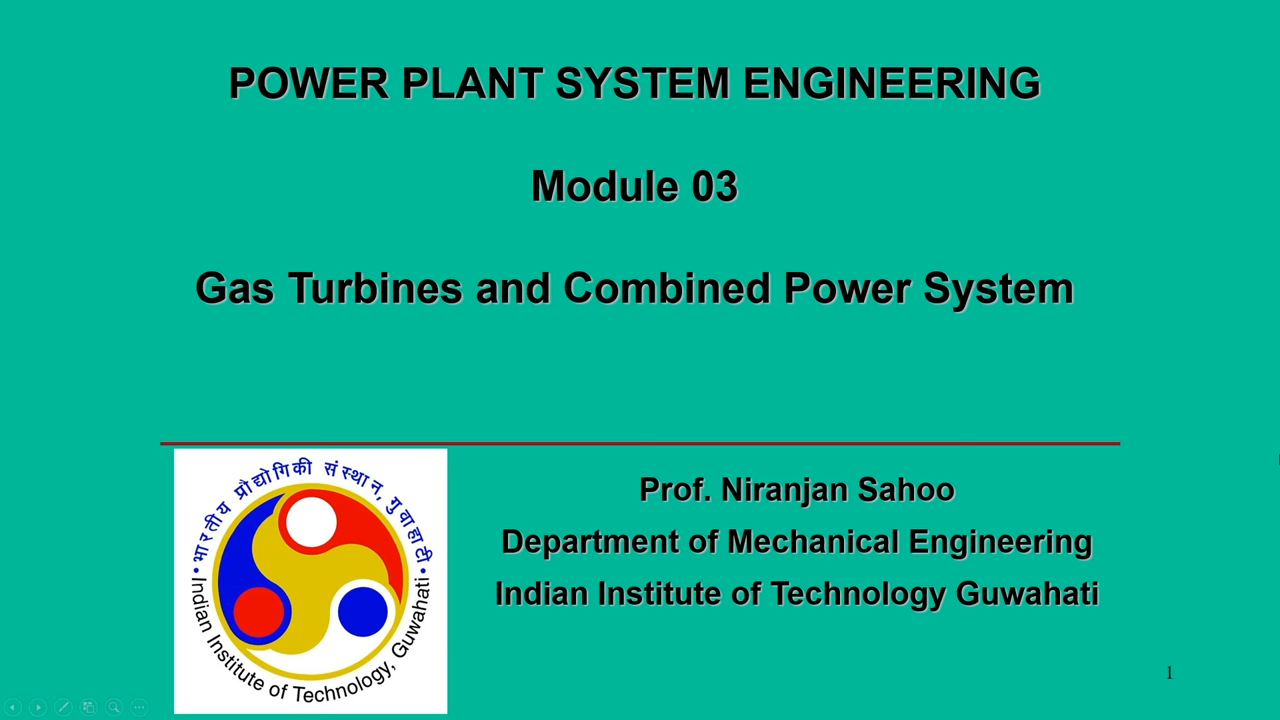 POWER PLANT SYSTEM ENGINEERING
Module 03
Gas Turbines and Combined Power System
भारतीय प्रौद्योगिकी संस्थान, गुवाहाटी
Indian Institute of Technology, Guwahati
Prof. Niranjan Sahoo
Department of Mechanical Engineering
Indian Institute of Technology Guwahati
1